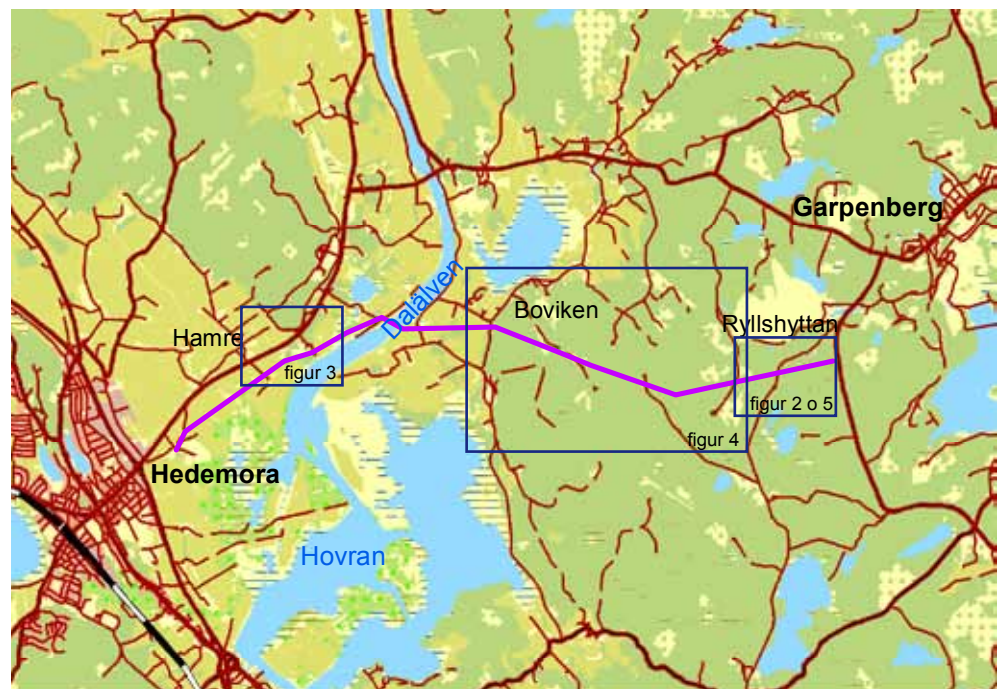 Garpenberg
Dalälven
Boviken
Ryllshyttan
Hamre
figur 3
figur 2 o 5
figur 4
Hedemora
Hovran